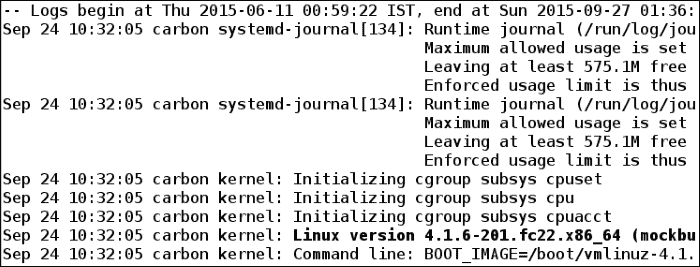 -- Logs begin at Thu 2015-06-11 00:59:22 IST, end at Sun 2015-09-27 01:36:
Sep 24 10:32:05 carbon systemd-journal[134]: Runtime journal (/run/log/jou
Maximum allowed usage is set
Leaving at least 575.1M free
Enforced usage limit is thus
Sep 24 10:32:05 carbon systemd-journal[134]: Runtime journal (/run/log/jou
Maximum allowed usage is set
Leaving at least 575.1M free
Enforced usage limit is thus
Sep 24 10:32:05 carbon kernel: Initializing cgroup subsys cpuset
Sep 24 10:32:05 carbon kernel: Initializing cgroup subsys cpu
Sep 24 10:32:05 carbon kernel: Initializing cgroup subsys cpuacct
Sep 24 10:32:05 carbon kernel: Linux version 4.1.6-201.fc22.x86_64 (mockbu
Sep 24 10:32:05 carbon kernel: Command line: BOOT_IMAGE=/boot/vmlinuz-4.1.